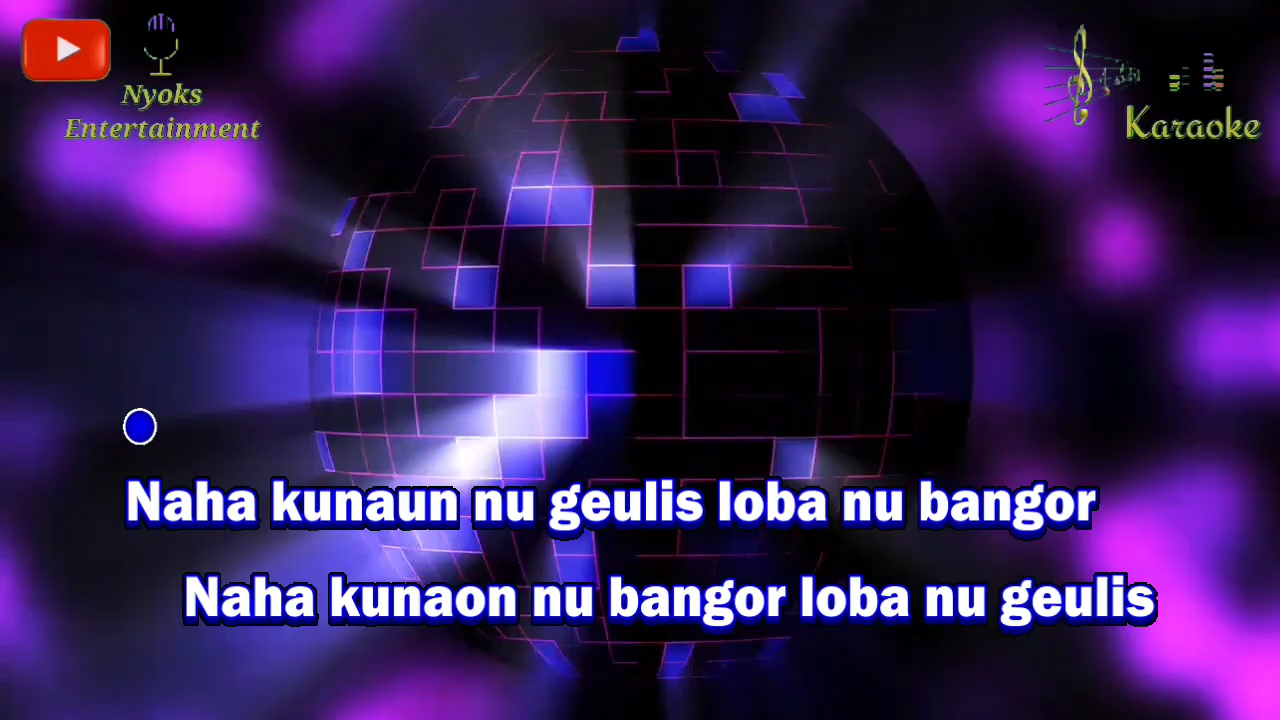 Nyoks
Entertainment
Karaoke
Naha kunaun nu geulis loba nu bangor
Naha kunaon nu bangor loba nu geulis